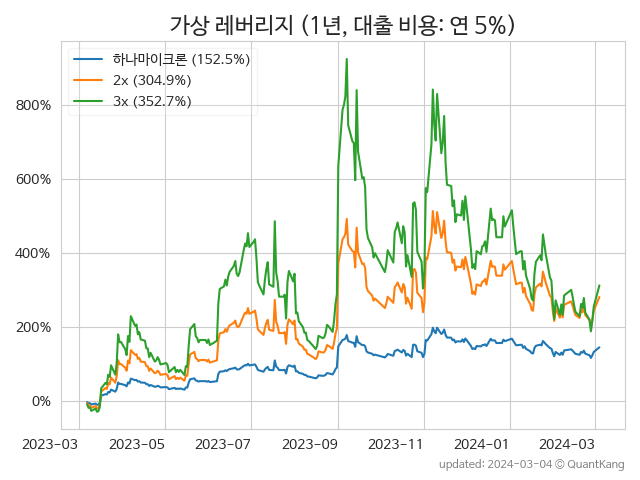 가상 레버리지 (1년, 대출 비용: 연 5%)
하나마이크론 (152.5%)
2x (304.9%)
3x (352.7%)
800%
600%
400%
200%
0%
2023-03 2023-05 2023-07 2023-09 2023-11 2024-01 2024-03
updated: 2024-03-04 © QuantKang